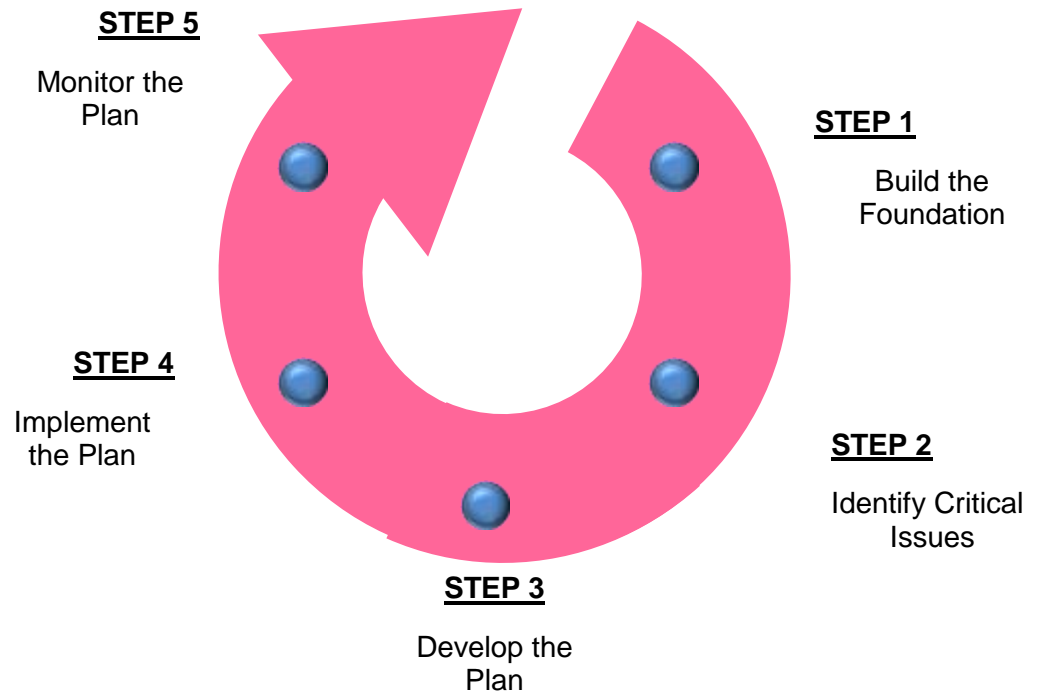 STEP 1
Build the
Foundation
STEP 2
Identify Critical
Issues
STEP 3
Develop the
Plan
STEP 4
Implement
the Plan
STEP 5
Monitor the
Plan